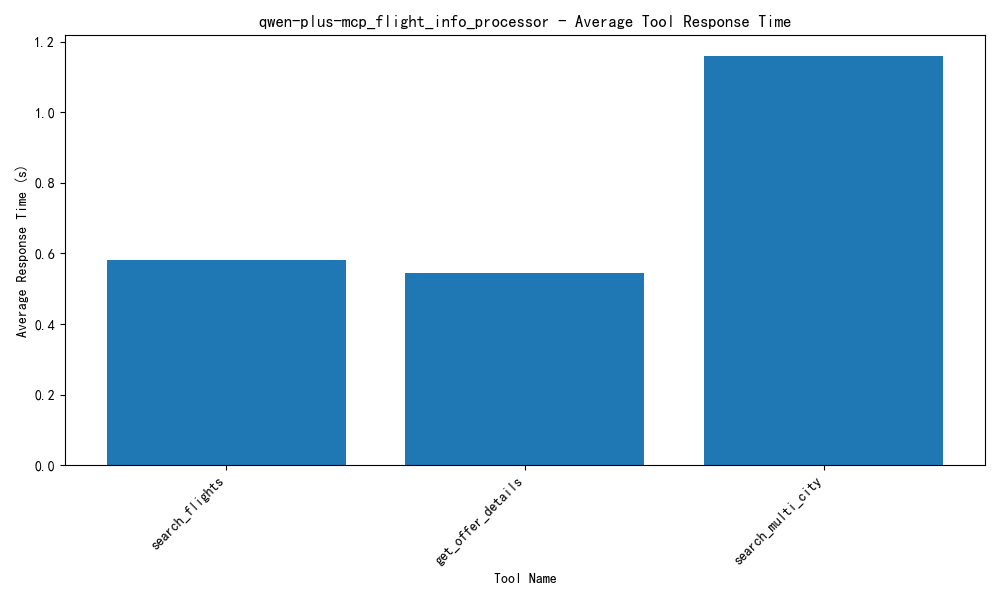 qwen-plus-mcp_flight_info_processor - Average Tool Response Time
Average Response Time (s)
1.2
1.0
0.8
0.6
0.4
0.2
0.0
search_flights
get_offer_details
search_multi_city
Tool Name